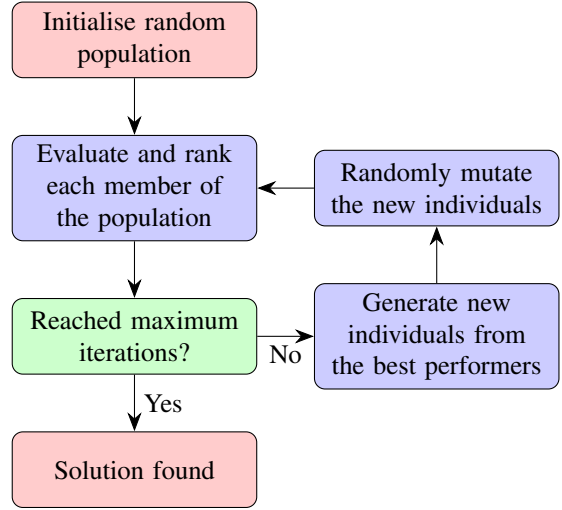 Initialise random
population
Evaluate and rank
each member of
the population
Randomly mutate
the new individuals
Reached maximum
iterations?
No
Generate new
individuals from
the best performers
Yes
Solution found